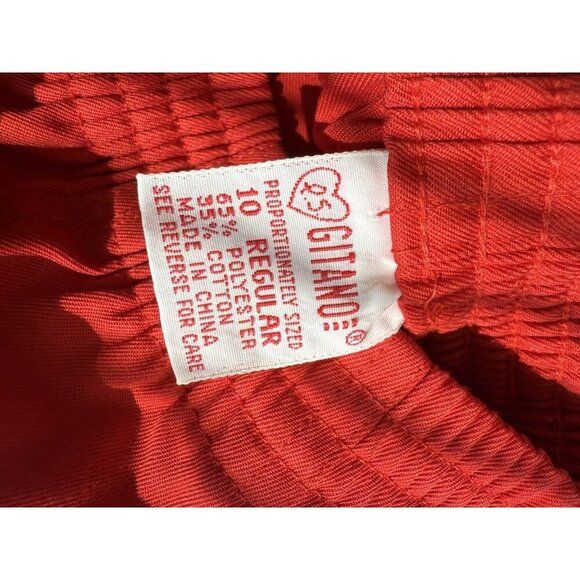 P.S.
GITANO®
PROPORTIONATELY SIZED
10 REGULAR
65% POLYESTER
35% COTTON
MADE IN CHINA
SEE REVERSE FOR CARE